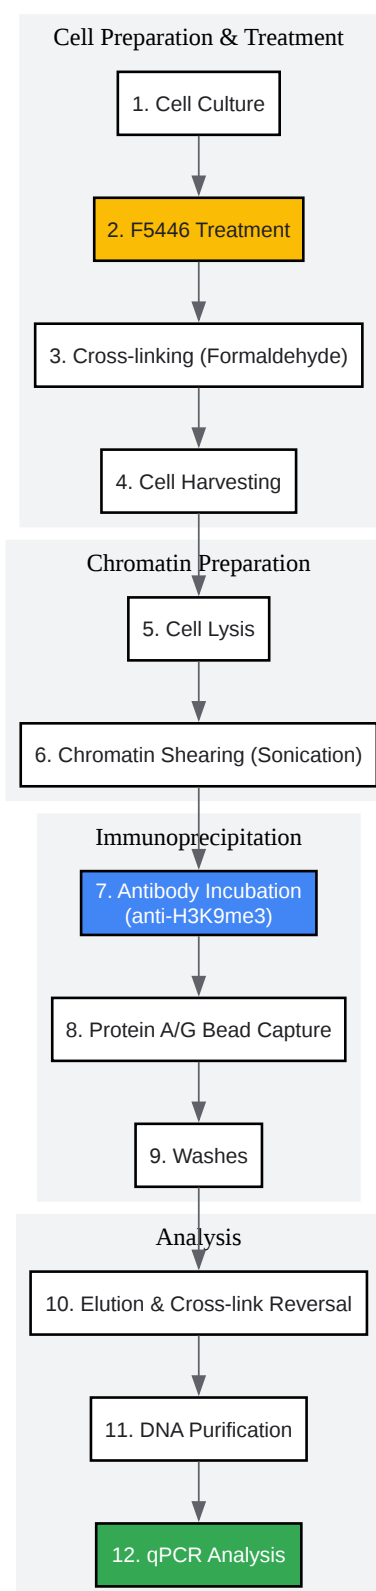 Cell Preparation & Treatment
1. Cell Culture
2. F5446 Treatment
3. Cross-linking (Formaldehyde)
4. Cell Harvesting
Chromatin Preparation
5. Cell Lysis
6. Chromatin Shearing (Sonication)
Immunoprecipitation
7. Antibody Incubation
(anti-H3K9me3)
8. Protein A/G Bead Capture
9. Washes
Analysis
10. Elution & Cross-link Reversal
11. DNA Purification
12. qPCR Analysis